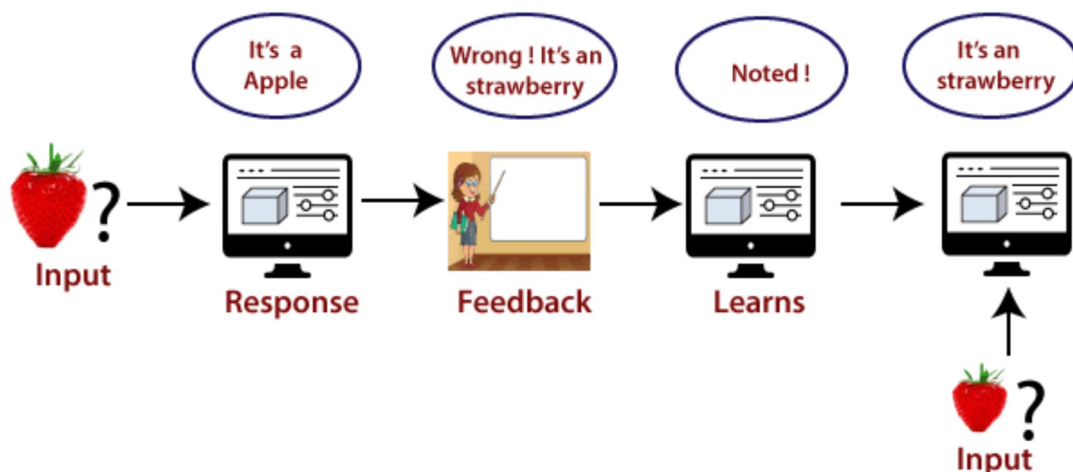 It's a
Apple
Wrong ! It's an
strawberry
Noted !
It's an
strawberry
?
Input
Response
Feedback
Learns
?
Input